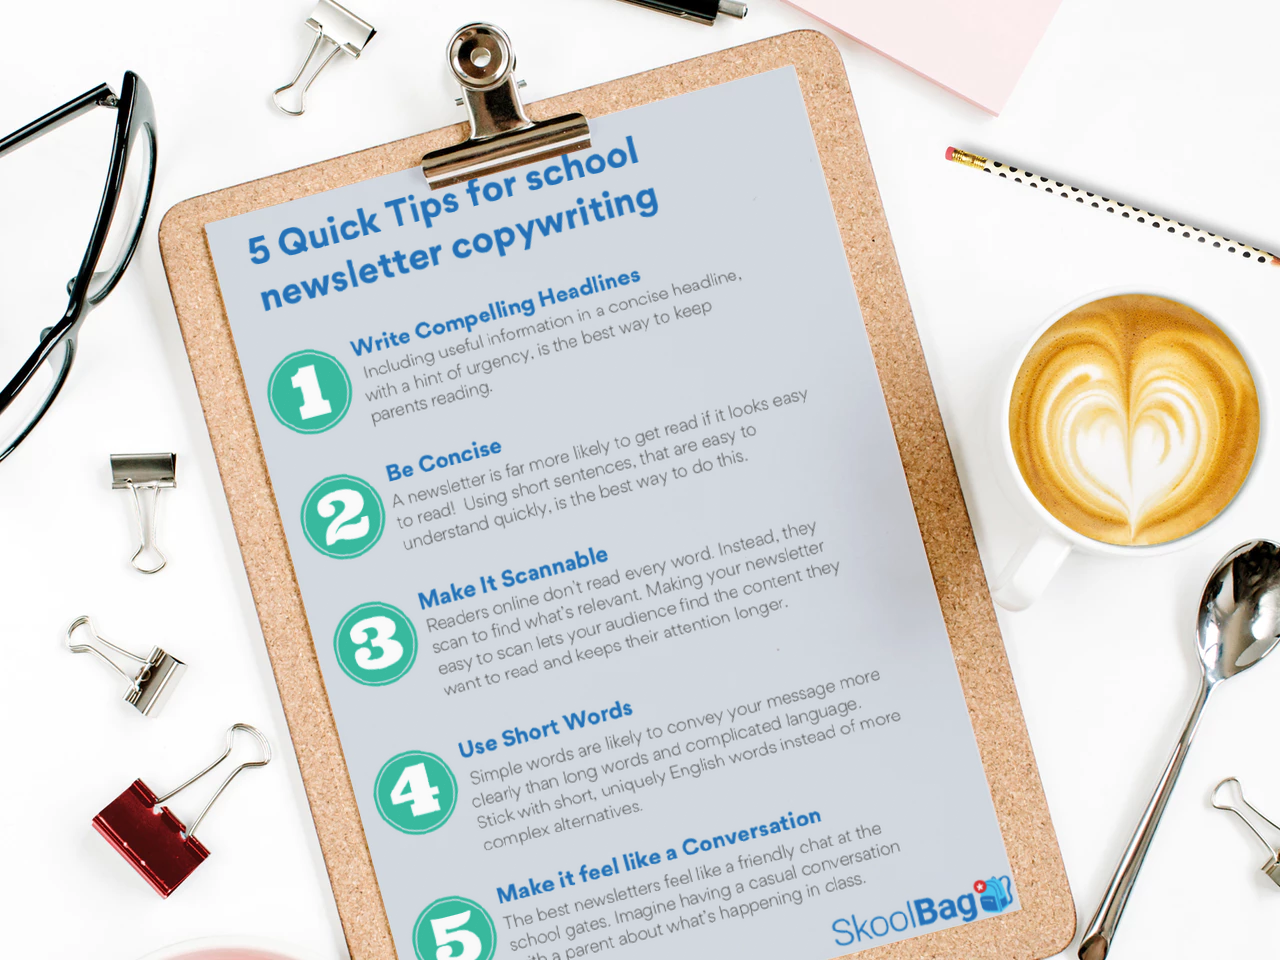 5 Quick Tips for school
newsletter copywriting
1
Write Compelling Headlines
Including useful information in a concise headline,
with a hint of urgency, is the best way to keep
parents reading.
2
Be Concise
A newsletter is far more likely to get read if it looks easy
to read! Using short sentences, that are easy to
understand quickly, is the best way to do this.
3
Make It Scannable
Readers online don't read every word. Instead, they
scan to find what's relevant. Making your newsletter
easy to scan lets your audience find the content they
want to read and keeps their attention longer.
4
Use Short Words
Simple words are likely to convey your message more
clearly than long words and complicated language.
Stick with short, uniquely English words instead of more
complex alternatives.
5
Make it feel like a Conversation
The best newsletters feel like a friendly chat at the
school gates. Imagine having a casual conversation
with a parent about what's happening in class.
SkoolBag